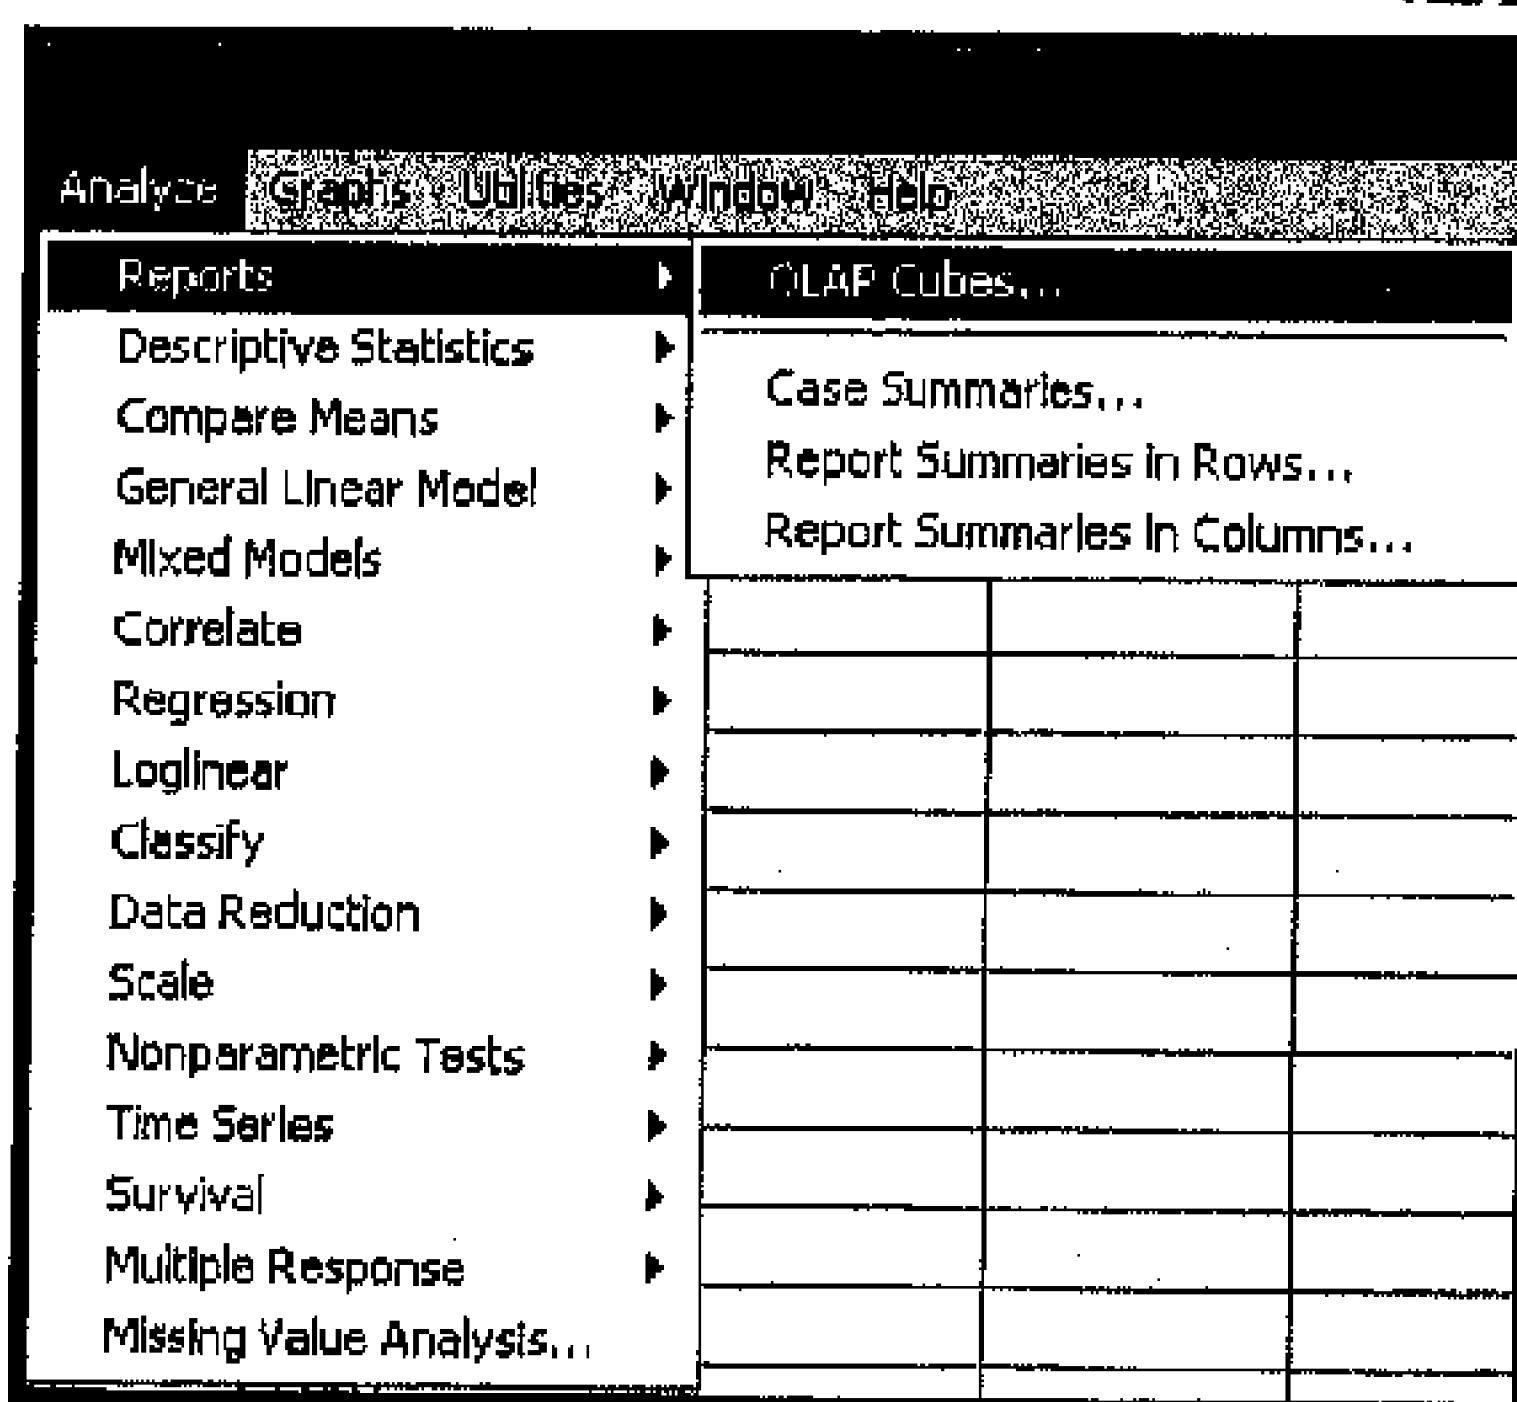 Analyze Graphs Utilities Window Help
Reports
OLAP Cubes...
Descriptive Statistics
Case Summaries...
Compare Means
Report Summaries in Rows...
General Linear Model
Report Summaries in Columns...
Mixed Models
Correlate
Regression
Loglinear
Classify
Data Reduction
Scale
Nonparametric Tests
Time Series
Survival
Multiple Response
Missing Value Analysis...